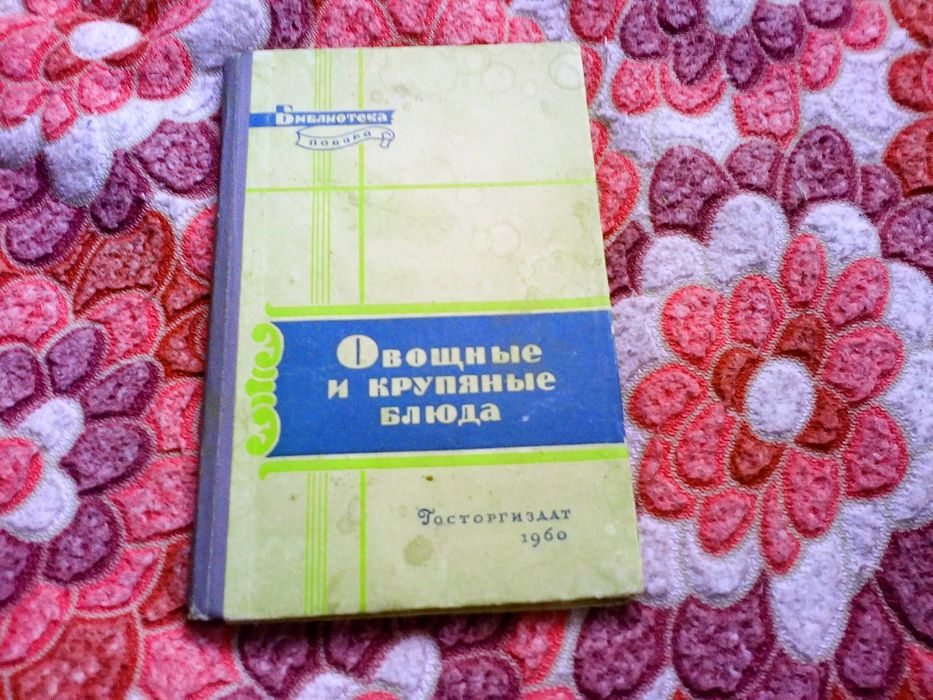 Библиотека
повара
Овощные
и крупяные
блюда
Госторгиздат
1960